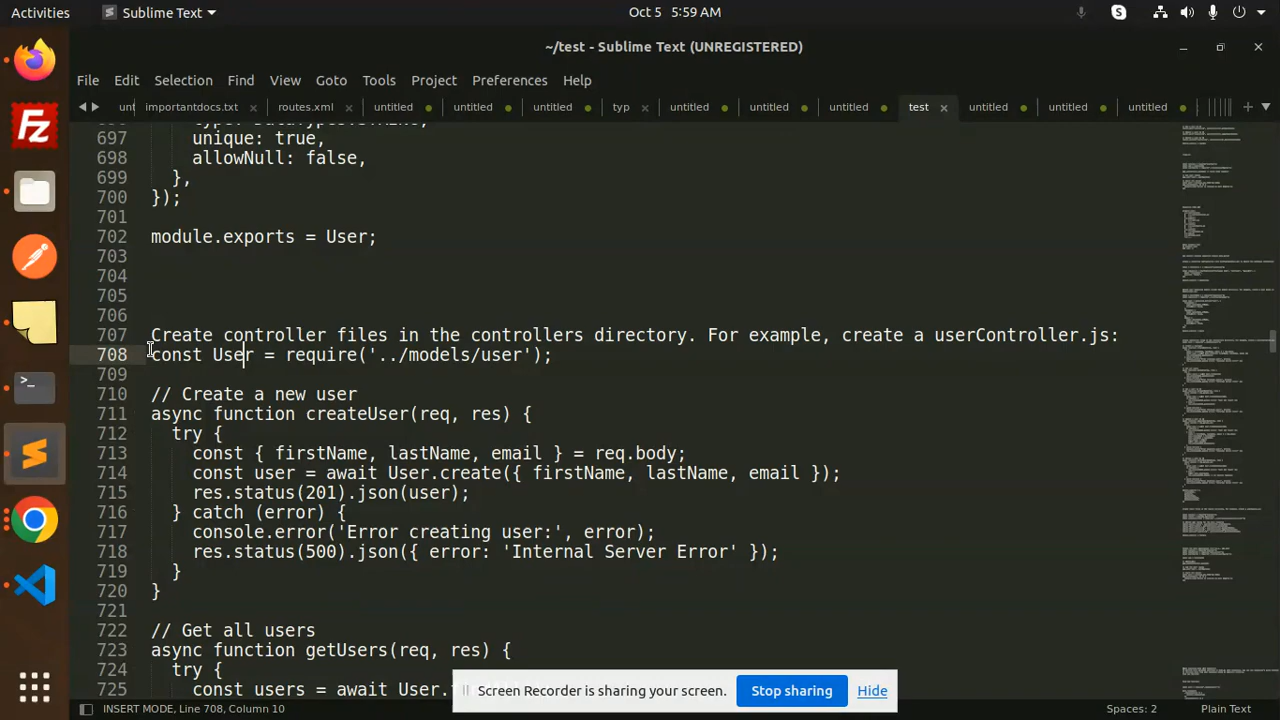 Activities
Sublime Text
Oct 5 5:59 AM
~/test - Sublime Text (UNREGISTERED)
File Edit Selection Find View Goto Tools Project Preferences Help
unt importantdocs.txt routes.xml untitled untitled untitled typ untitled untitled untitled test untitled untitled untitled
697 unique: true,
698 allowNull: false,
699 },
700 });
701
702 module.exports = User;
703
704
705
706
707 Create controller files in the controllers directory. For example, create a userController.js:
708 const User = require('../models/user');
709
710 // Create a new user
711 async function createUser(req, res) {
712 try {
713 const { firstName, lastName, email } = req.body;
714 const user = await User.create({ firstName, lastName, email });
715 res.status(201).json(user);
716 } catch (error) {
717 console.error('Error creating user:', error);
718 res.status(500).json({ error: 'Internal Server Error' });
719 }
720 }
721
722 // Get all users
723 async function getUsers(req, res) {
724 try {
725 const users = await User.
Screen Recorder is sharing your screen.
Stop sharing
Hide
INSERT MODE, Line 708, Column 10
Spaces: 2
Plain Text